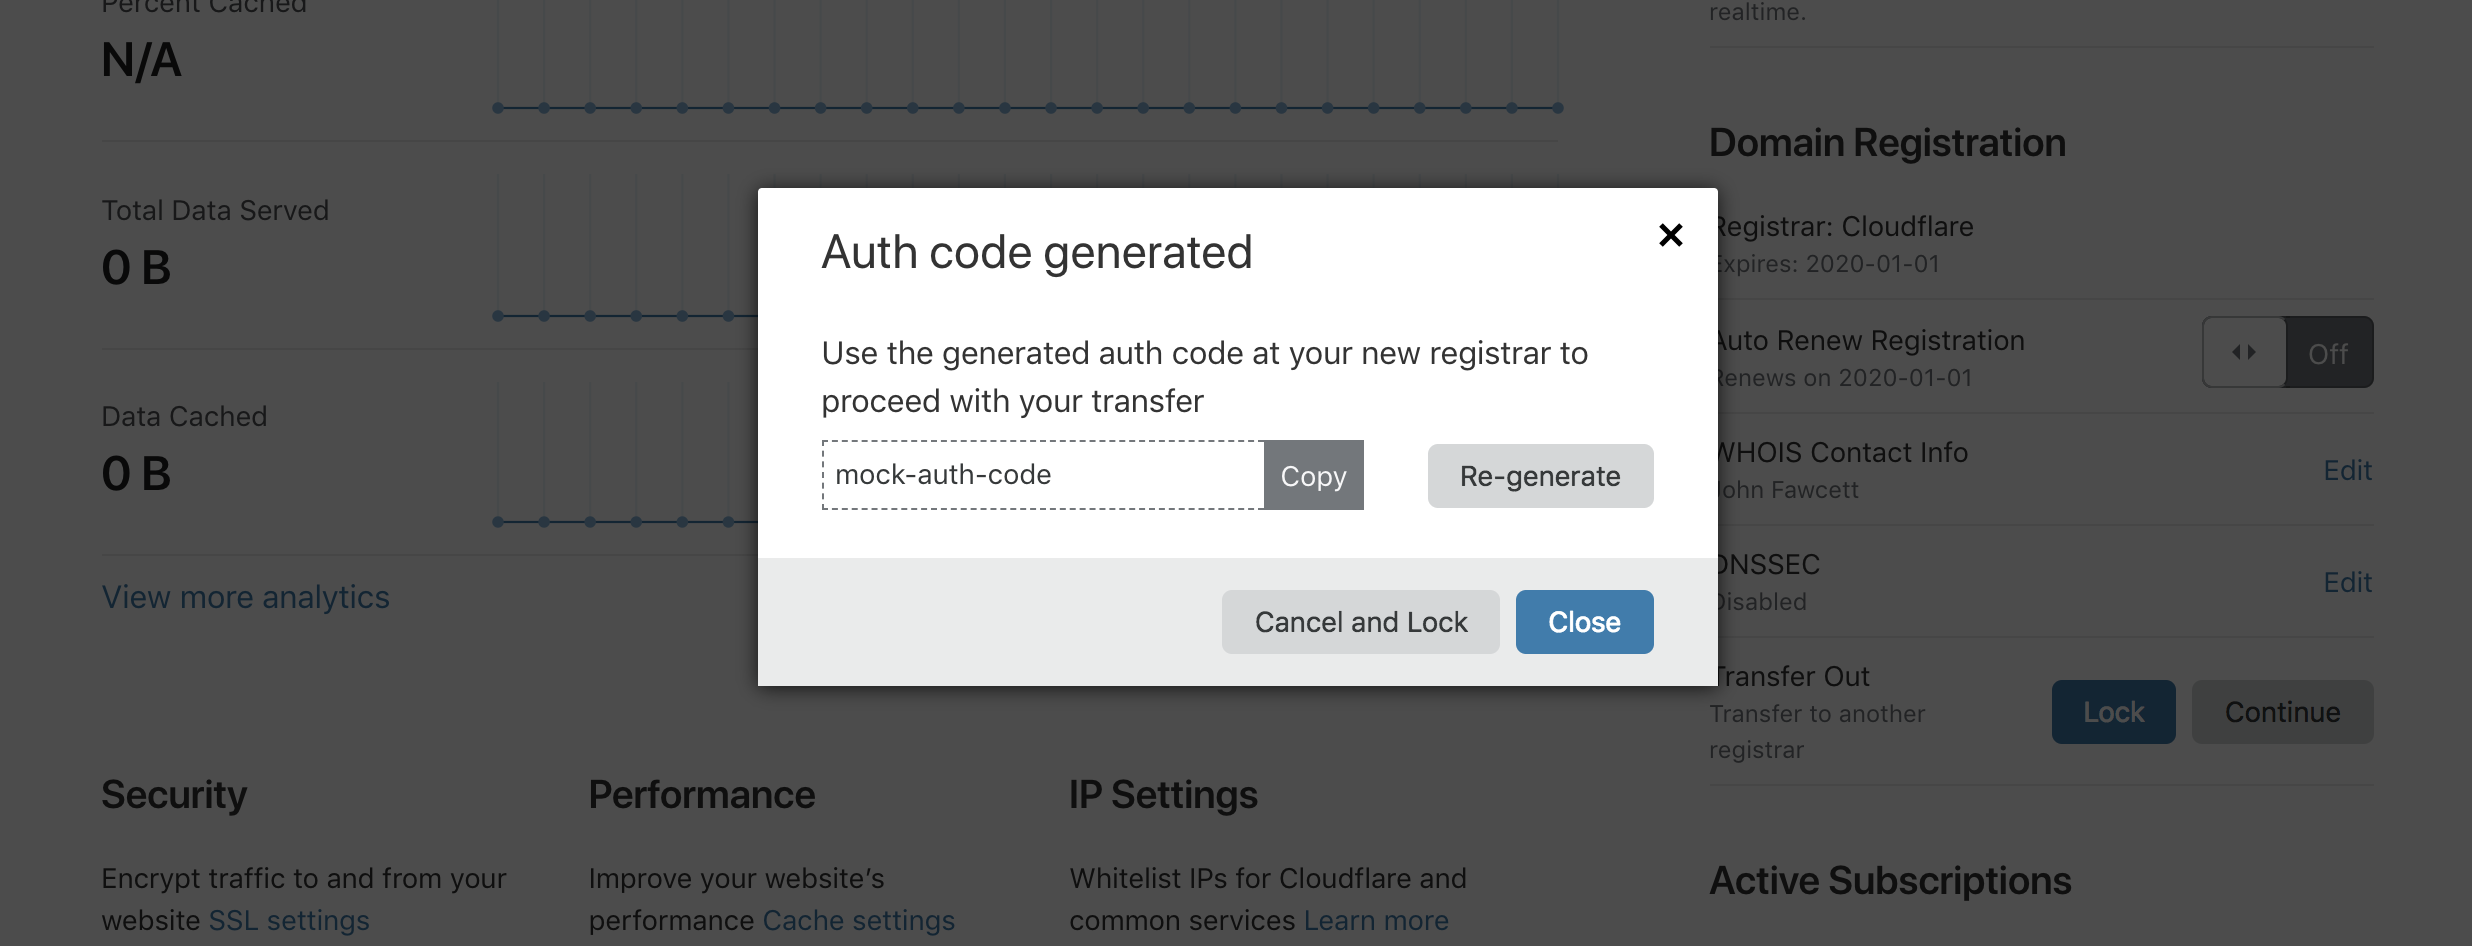 Percent Cached
N/A
Total Data Served
0 B
Data Cached
0 B
View more analytics
Security
Encrypt traffic to and from your
website SSL settings
Performance
Improve your website's
performance Cache settings
IP Settings
Whitelist IPs for Cloudflare and
common services Learn more
Auth code generated
Use the generated auth code at your new registrar to
proceed with your transfer
mock-auth-code
Copy
Re-generate
Cancel and Lock
Close
realtime.
Domain Registration
Registrar: Cloudflare
Expires: 2020-01-01
Auto Renew Registration
Renews on 2020-01-01
Off
WHOIS Contact Info
John Fawcett
Edit
DNSSEC
Disabled
Edit
Transfer Out
Transfer to another
registrar
Lock
Continue
Active Subscriptions